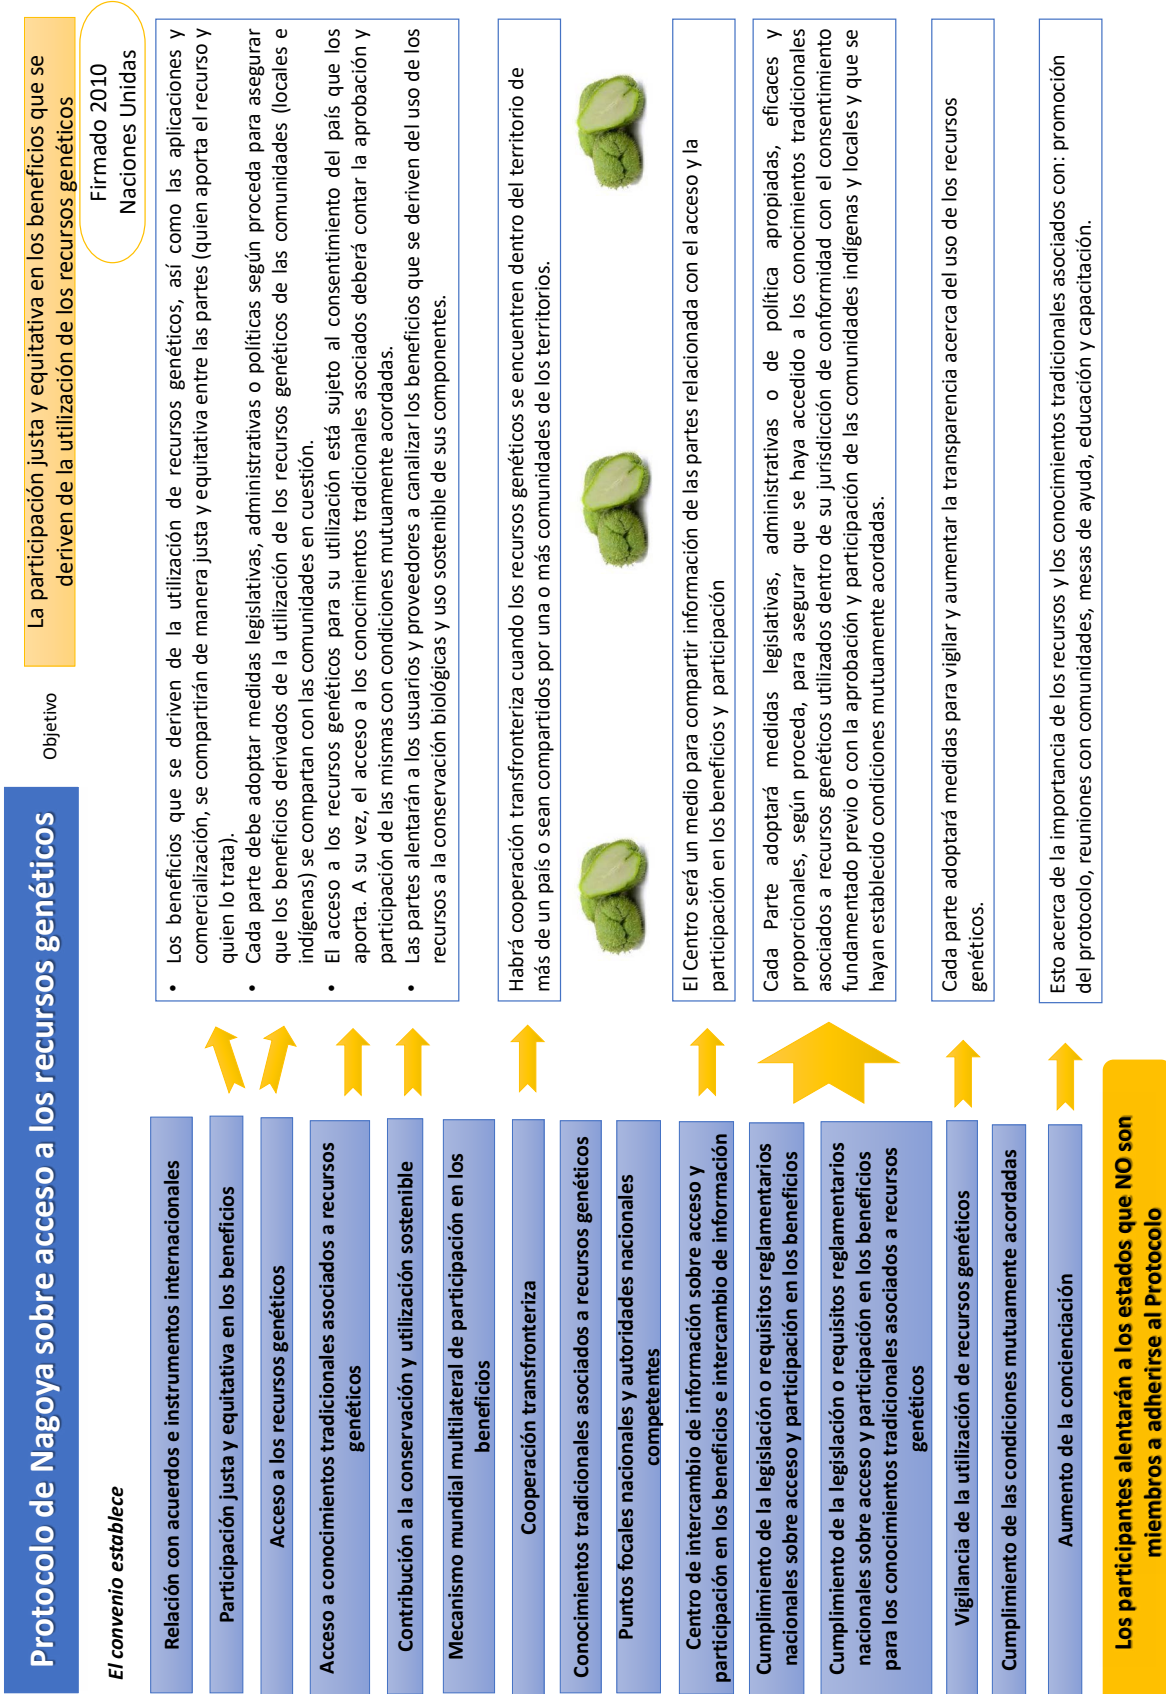 Protocolo de Nagoya sobre acceso a los recursos genéticos
Objetivo
La participación justa y equitativa en los beneficios que se
deriven de la utilización de los recursos genéticos
Firmado 2010
Naciones Unidas
El convenio establece
Relación con acuerdos e instrumentos internacionales
Participación justa y equitativa en los beneficios
Acceso a los recursos genéticos
Acceso a conocimientos tradicionales asociados a recursos
genéticos
Contribución a la conservación y utilización sostenible
Mecanismo mundial multilateral de participación en los
beneficios
Cooperación transfronteriza
Conocimientos tradicionales asociados a recursos genéticos
Puntos focales nacionales y autoridades nacionales
competentes
Centro de intercambio de información sobre acceso y
participación en los beneficios e intercambio de información
Cumplimiento de la legislación o requisitos reglamentarios
nacionales sobre acceso y participación en los beneficios
Cumplimiento de la legislación o requisitos reglamentarios
nacionales sobre acceso y participación en los beneficios
para los conocimientos tradicionales asociados a recursos
genéticos
Vigilancia de la utilización de recursos genéticos
Cumplimiento de las condiciones mutuamente acordadas
Aumento de la concienciación
• Los beneficios que se deriven de la utilización de recursos genéticos, así como las aplicaciones y
comercialización, se compartirán de manera justa y equitativa entre las partes (quien aporta el recurso y
quien lo trata).
• Cada parte debe adoptar medidas legislativas, administrativas o políticas según proceda para asegurar
que los beneficios derivados de la utilización de los recursos genéticos de las comunidades (locales e
indígenas) se compartan con las comunidades en cuestión.
• El acceso a los recursos genéticos para su utilización está sujeto al consentimiento del país que los
aporta. A su vez, el acceso a los conocimientos tradicionales asociados deberá contar la aprobación y
participación de las mismas con condiciones mutuamente acordadas.
• Las partes alentarán a los usuarios y proveedores a canalizar los beneficios que se deriven del uso de los
recursos a la conservación biológicas y uso sostenible de sus componentes.
Habrá cooperación transfronteriza cuando los recursos genéticos se encuentren dentro del territorio de
más de un país o sean compartidos por una o más comunidades de los territorios.
El Centro será un medio para compartir información de las partes relacionada con el acceso y la
participación en los beneficios y participación
Cada Parte adoptará medidas legislativas, administrativas o de política apropiadas, eficaces y
proporcionales, según proceda, para asegurar que se haya accedido a los conocimientos tradicionales
asociados a recursos genéticos utilizados dentro de su jurisdicción de conformidad con el consentimiento
fundamentado previo o con la aprobación y participación de las comunidades indígenas y locales y que se
hayan establecido condiciones mutuamente acordadas.
Cada parte adoptará medidas para vigilar y aumentar la transparencia acerca del uso de los recursos
genéticos.
Esto acerca de la importancia de los recursos y los conocimientos tradicionales asociados con: promoción
del protocolo, reuniones con comunidades, mesas de ayuda, educación y capacitación.
Los participantes alentarán a los estados que NO son
miembros a adherirse al Protocolo